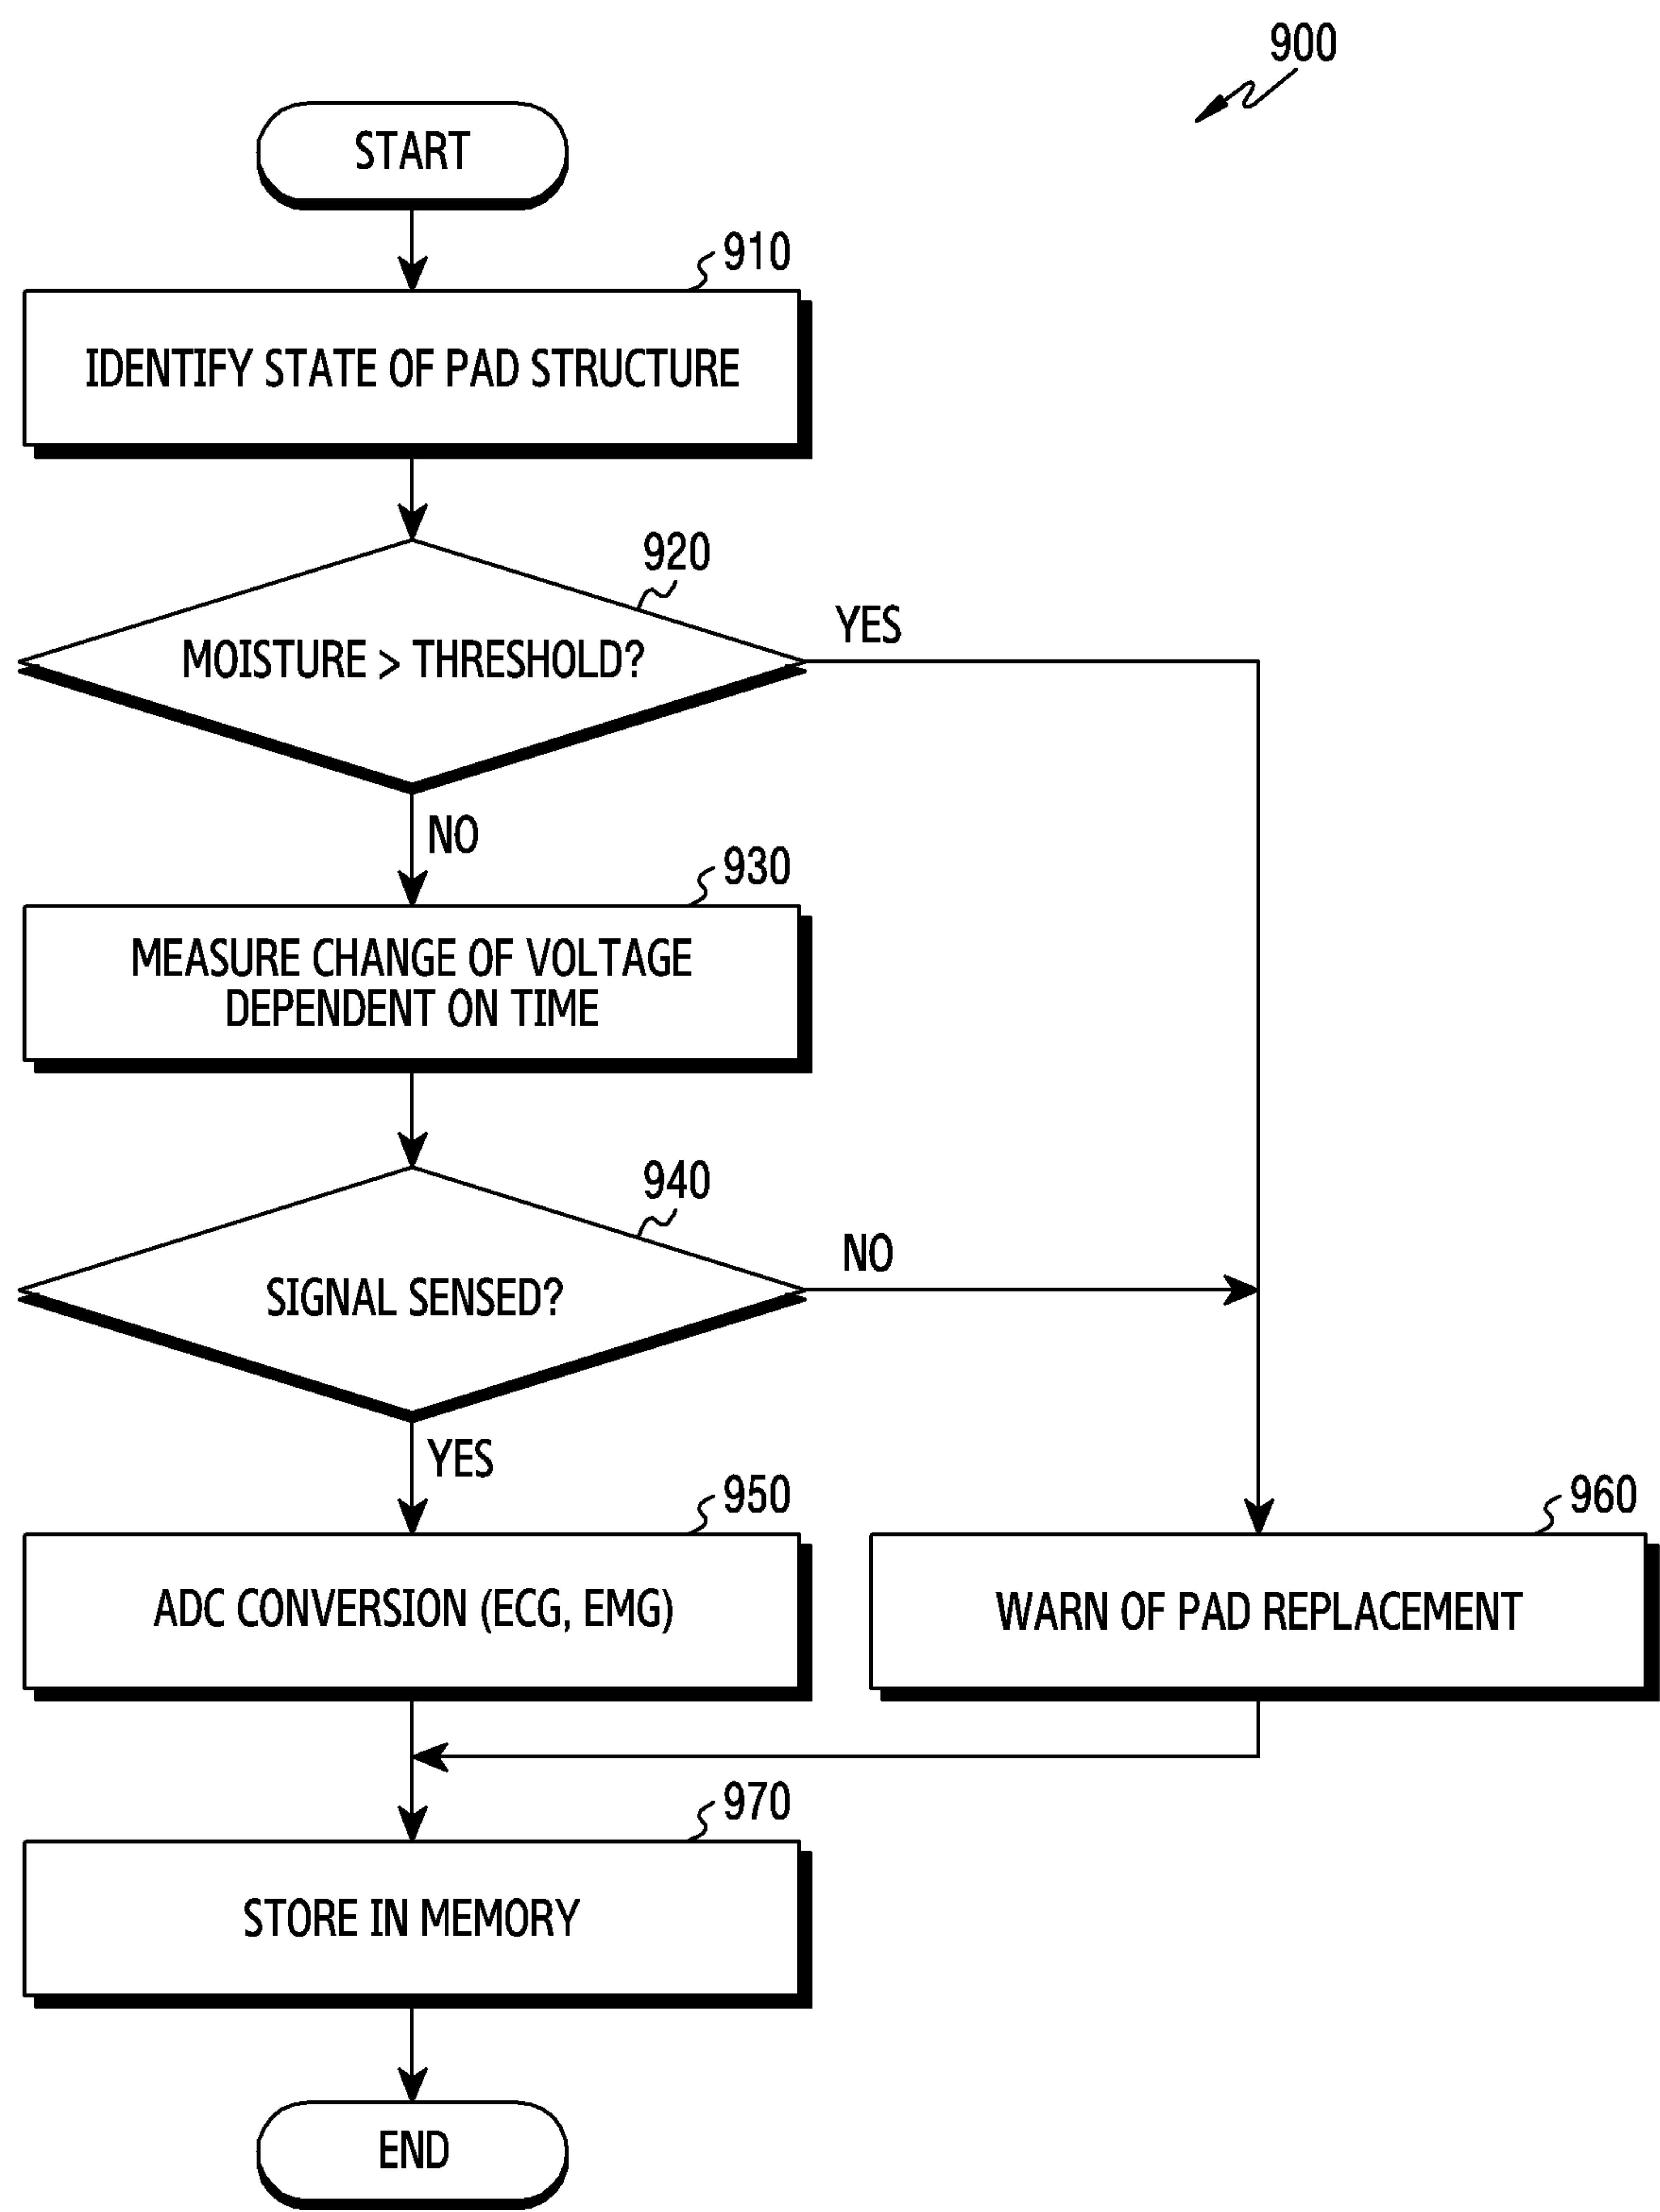 900
START
910
IDENTIFY STATE OF PAD STRUCTURE
920
MOISTURE > THRESHOLD?
YES
NO
930
MEASURE CHANGE OF VOLTAGE
DEPENDENT ON TIME
940
SIGNAL SENSED?
NO
YES
950
ADC CONVERSION (ECG, EMG)
960
WARN OF PAD REPLACEMENT
970
STORE IN MEMORY
END